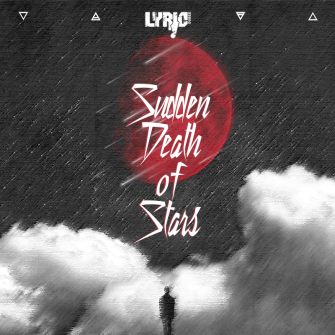 LYRIC
Sudden
Death
of
Stars